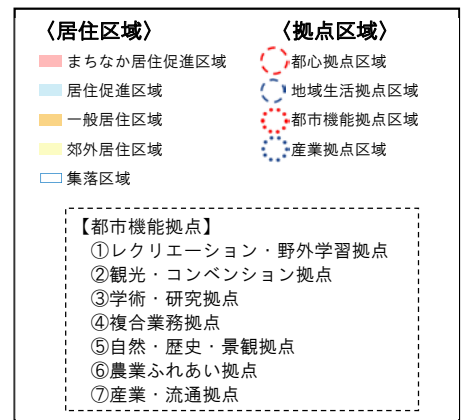 〈居住区域〉
まちなか居住促進区域
居住促進区域
一般居住区域
郊外居住区域
集落区域
〈拠点区域〉
都心拠点区域
地域生活拠点区域
都市機能拠点区域
産業拠点区域
【都市機能拠点】
①レクリエーション・野外学習拠点
②観光・コンベンション拠点
③学術・研究拠点
④複合業務拠点
⑤自然・歴史・景観拠点
⑥農業ふれあい拠点
⑦産業・流通拠点